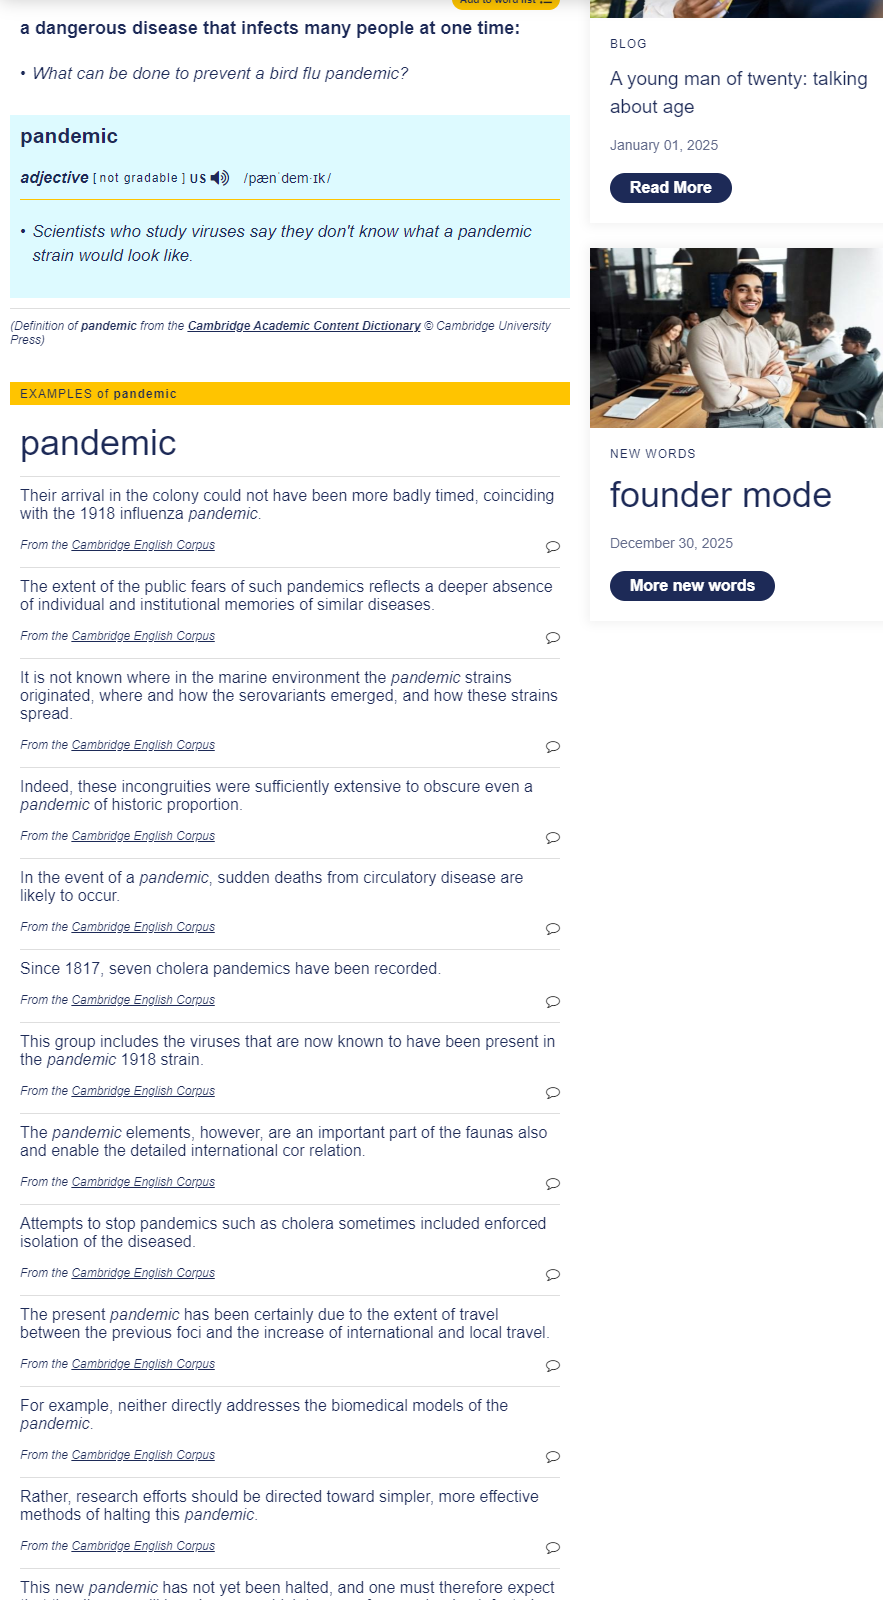 Add to word list
a dangerous disease that infects many people at one time:
• What can be done to prevent a bird flu pandemic?
pandemic
adjective [ not gradable ] US /pænˈdem·ɪk/
• Scientists who study viruses say they don't know what a pandemic
strain would look like.
(Definition of pandemic from the Cambridge Academic Content Dictionary © Cambridge University
Press)
EXAMPLES of pandemic
pandemic
Their arrival in the colony could not have been more badly timed, coinciding
with the 1918 influenza pandemic.
From the Cambridge English Corpus
The extent of the public fears of such pandemics reflects a deeper absence
of individual and institutional memories of similar diseases.
From the Cambridge English Corpus
It is not known where in the marine environment the pandemic strains
originated, where and how the serovariants emerged, and how these strains
spread.
From the Cambridge English Corpus
Indeed, these incongruities were sufficiently extensive to obscure even a
pandemic of historic proportion.
From the Cambridge English Corpus
In the event of a pandemic, sudden deaths from circulatory disease are
likely to occur.
From the Cambridge English Corpus
Since 1817, seven cholera pandemics have been recorded.
From the Cambridge English Corpus
This group includes the viruses that are now known to have been present in
the pandemic 1918 strain.
From the Cambridge English Corpus
The pandemic elements, however, are an important part of the faunas also
and enable the detailed international cor relation.
From the Cambridge English Corpus
Attempts to stop pandemics such as cholera sometimes included enforced
isolation of the diseased.
From the Cambridge English Corpus
The present pandemic has been certainly due to the extent of travel
between the previous foci and the increase of international and local travel.
From the Cambridge English Corpus
For example, neither directly addresses the biomedical models of the
pandemic.
From the Cambridge English Corpus
Rather, research efforts should be directed toward simpler, more effective
methods of halting this pandemic.
From the Cambridge English Corpus
This new pandemic has not yet been halted, and one must therefore expect
BLOG
A young man of twenty: talking
about age
January 01, 2025
Read More
NEW WORDS
founder mode
December 30, 2025
More new words